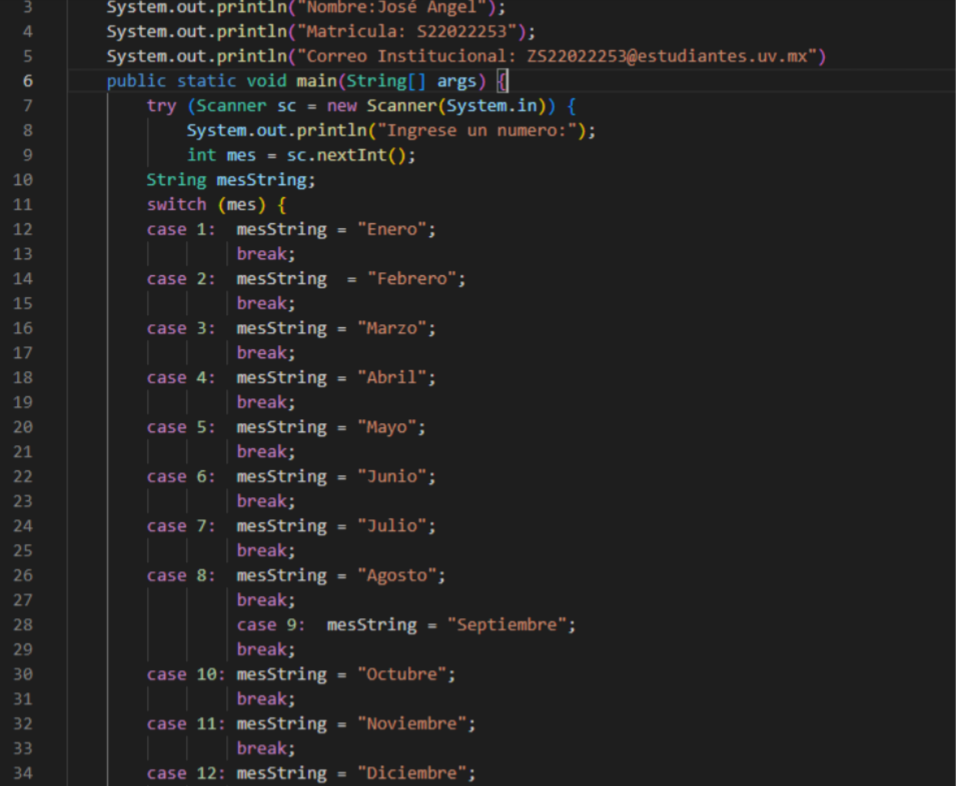 3 System.out.println("Nombre:José Angel");
4 System.out.println("Matricula: S22022253");
5 System.out.println("Correo Institucional: ZS22022253@estudiantes.uv.mx")
6 public static void main(String[] args) {
7 try (Scanner sc = new Scanner(System.in)) {
8 System.out.println("Ingrese un numero:");
9 int mes = sc.nextInt();
10 String mesString;
11 switch (mes) {
12 case 1: mesString = "Enero";
13 break;
14 case 2: mesString = "Febrero";
15 break;
16 case 3: mesString = "Marzo";
17 break;
18 case 4: mesString = "Abril";
19 break;
20 case 5: mesString = "Mayo";
21 break;
22 case 6: mesString = "Junio";
23 break;
24 case 7: mesString = "Julio";
25 break;
26 case 8: mesString = "Agosto";
27 break;
28 case 9: mesString = "Septiembre";
29 break;
30 case 10: mesString = "Octubre";
31 break;
32 case 11: mesString = "Noviembre";
33 break;
34 case 12: mesString = "Diciembre";